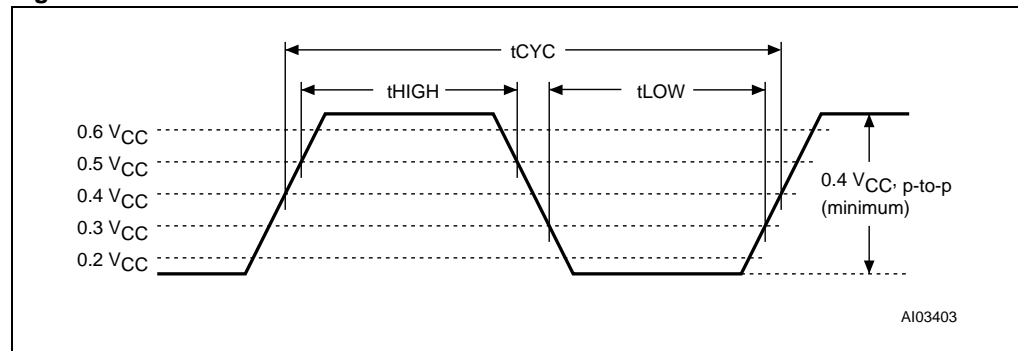 tCYC
tHIGH
tLOW
0.6 VCC
0.5 VCC
0.4 VCC
0.3 VCC
0.2 VCC
0.4 VCC, p-to-p
(minimum)
AI03403